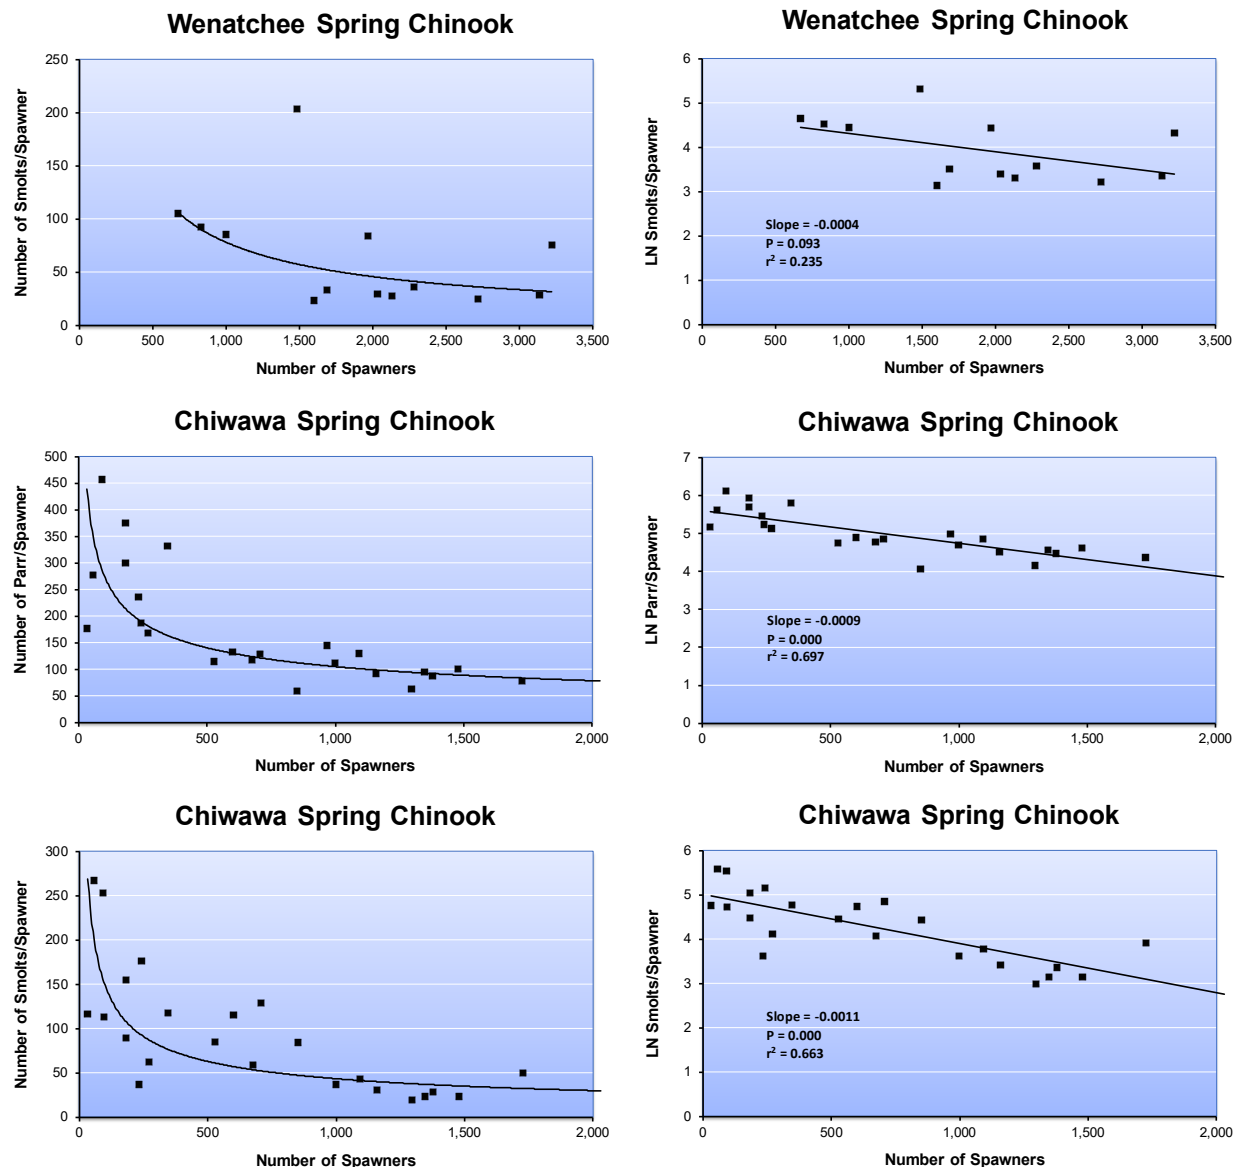 Wenatchee Spring Chinook
Number of Smolts/Spawner
250
200
150
100
50
0
0 500 1,000 1,500 2,000 2,500 3,000 3,500
Number of Spawners
Wenatchee Spring Chinook
LN Smolts/Spawner
6
5
4
3
2
1
0
Slope = -0.0004
P = 0.093
r² = 0.235
0 500 1,000 1,500 2,000 2,500 3,000 3,500
Number of Spawners
Chiwawa Spring Chinook
Number of Parr/Spawner
500
450
400
350
300
250
200
150
100
50
0
0 500 1,000 1,500 2,000
Number of Spawners
Chiwawa Spring Chinook
LN Parr/Spawner
7
6
5
4
3
2
1
0
Slope = -0.0009
P = 0.000
r² = 0.697
0 500 1,000 1,500 2,000
Number of Spawners
Chiwawa Spring Chinook
Number of Smolts/Spawner
300
250
200
150
100
50
0
0 500 1,000 1,500 2,000
Number of Spawners
Chiwawa Spring Chinook
LN Smolts/Spawner
6
5
4
3
2
1
0
Slope = -0.0011
P = 0.000
r² = 0.663
0 500 1,000 1,500 2,000
Number of Spawners